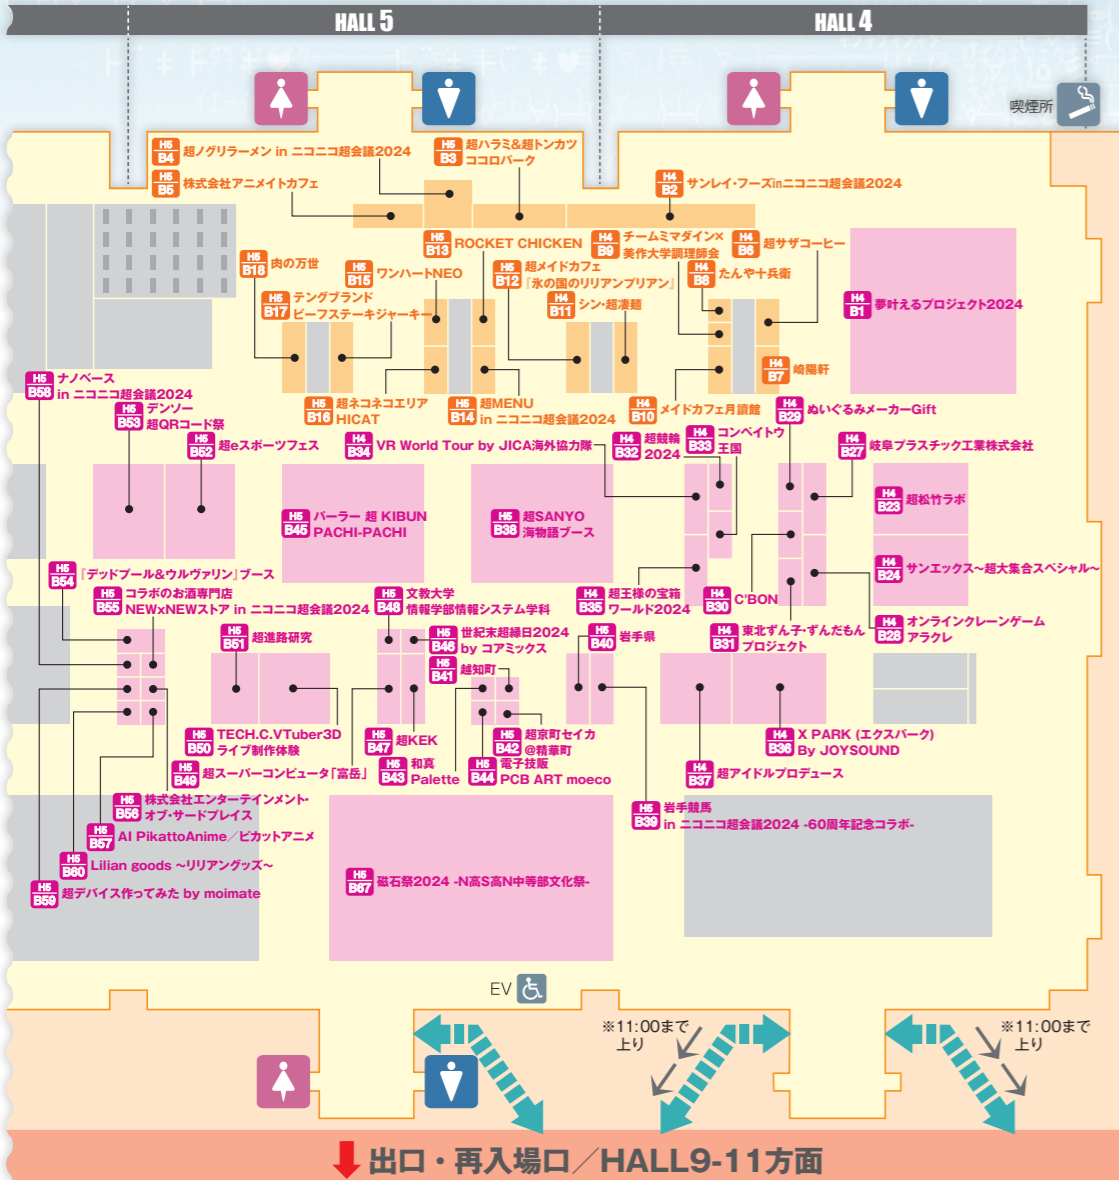 HALL 5
HALL 4
喫煙所
H5 B4 超ノグリラーメン in ニコニコ超会議2024
H5 B3 超ハラミ&超トンカツ
ココロパーク
H5 B5 株式会社アニメイトカフェ
H4 B2 サンレイ・フーズinニコニコ超会議2024
H5 B13 ROCKET CHICKEN
H4 B9 チームミマダイン×
美作大学調理師会
H4 B6 超サザコーヒー
H5 B18 肉の万世
H5 B15 ワンハートNEO
H5 B12 超メイドカフェ
『氷の国のリリアンプリアン』
H4 B8 たんや十兵衛
H5 B17 テングブランド
ビーフステーキジャーキー
H4 B11 シン・超凄麺
H4 B1 夢叶えるプロジェクト2024
H4 B7 崎陽軒
H5 B58 ナノベース
in ニコニコ超会議2024
H5 B16 超ネコネコエリア
HICAT
H5 B14 超MENU
in ニコニコ超会議2024
H4 B10 メイドカフェ月読館
H4 B29 ぬいぐるみメーカーGift
H5 B53 デンソー
超QRコード祭
H5 B52 超eスポーツフェス
H4 B34 VR World Tour by JICA海外協力隊
H4 B32 超競輪
2024
H4 B33 コンペイトウ
王国
H4 B27 岐阜プラスチック工業株式会社
H4 B23 超松竹ラボ
H5 B45 パーラー 超 KIBUN
PACHI-PACHI
H5 B38 超SANYO
海物語ブース
H5 B54 『デッドプール&ウルヴァリン』ブース
H4 B24 サンエックス～超大集合スペシャル～
H5 B55 コラボのお酒専門店
NEWxNEWストア in ニコニコ超会議2024
H5 B48 文教大学
情報学部情報システム学科
H4 B35 超王様の宝箱
ワールド2024
H4 B30 C'BON
H5 B51 超進路研究
H5 B46 世紀末超縁日2024
by コアミックス
H5 B40 岩手県
H4 B31 東北ずん子・ずんだもん
プロジェクト
H4 B28 オンラインクレーンゲーム
アラクレ
H5 B41 越知町
H5 B50 TECH.C.VTuber3D
ライブ制作体験
H5 B47 超KEK
H5 B42 超京町セイカ
@精華町
H4 B36 X PARK (エクスパーク)
By JOYSOUND
H5 B49 超スーパーコンピュータ「富岳」
H5 B43 和真
Palette
H5 B44 電子技販
PCB ART moeco
H4 B37 超アイドルプロデュース
H5 B56 株式会社エンターテインメント・
オブ・サードプレイス
H5 B39 岩手競馬
in ニコニコ超会議2024 -60周年記念コラボ-
H5 B57 AI PikattoAnime／ピカットアニメ
H5 B60 Lilian goods ～リリアングッズ～
H5 B59 超デバイス作ってみた by moimate
H5 B67 磁石祭2024 -N高S高N中等部文化祭-
EV
※11:00まで
上り
※11:00まで
上り
出口・再入場口／HALL9-11方面